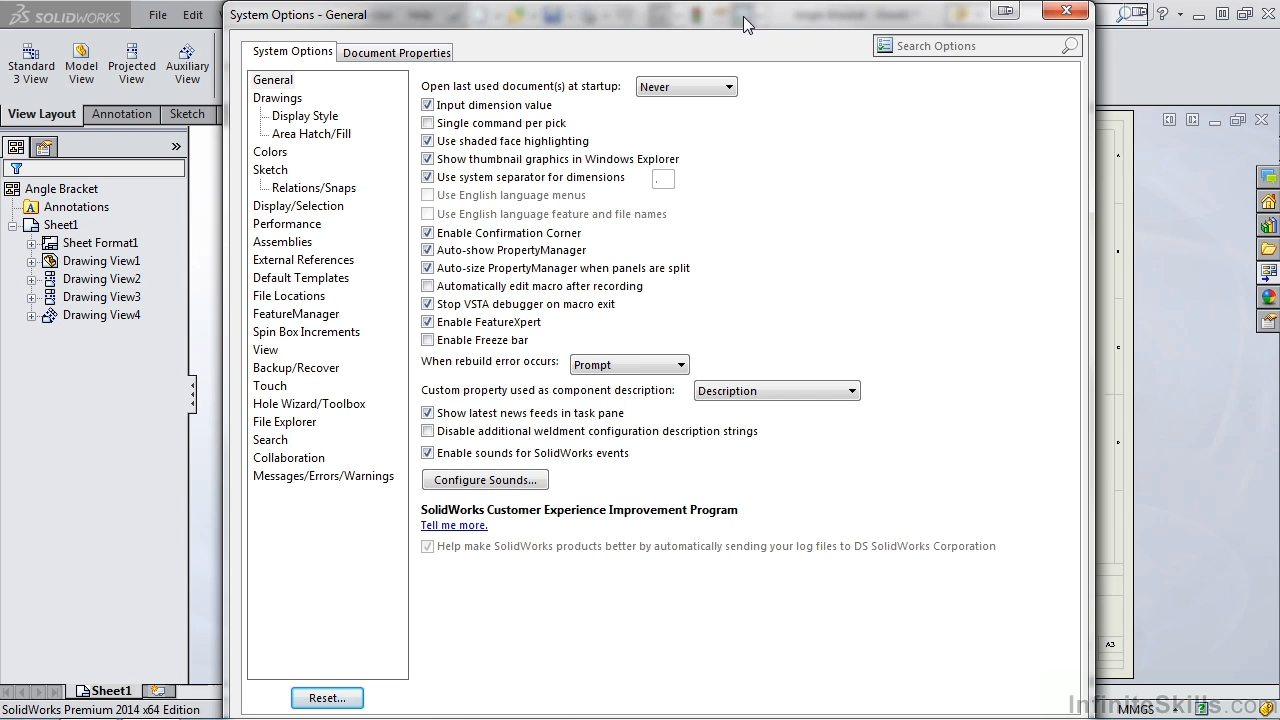 SOLIDWORKS
File
Edit
System Options - General
Standard
3 View
Model
View
Projected
View
Auxiliary
View
View Layout
Annotation
Sketch
System Options
Document Properties
Search Options
Angle Bracket
Annotations
Sheet1
Sheet Format1
Drawing View1
Drawing View2
Drawing View3
Drawing View4
General
Drawings
Display Style
Area Hatch/Fill
Colors
Sketch
Relations/Snaps
Display/Selection
Performance
Assemblies
External References
Default Templates
File Locations
FeatureManager
Spin Box Increments
View
Backup/Recover
Touch
Hole Wizard/Toolbox
File Explorer
Search
Collaboration
Messages/Errors/Warnings
Open last used document(s) at startup: Never
Input dimension value
Single command per pick
Use shaded face highlighting
Show thumbnail graphics in Windows Explorer
Use system separator for dimensions .
Use English language menus
Use English language feature and file names
Enable Confirmation Corner
Auto-show PropertyManager
Auto-size PropertyManager when panels are split
Automatically edit macro after recording
Stop VSTA debugger on macro exit
Enable FeatureXpert
Enable Freeze bar
When rebuild error occurs: Prompt
Custom property used as component description: Description
Show latest news feeds in task pane
Disable additional weldment configuration description strings
Enable sounds for SolidWorks events
Configure Sounds...
SolidWorks Customer Experience Improvement Program
Tell me more.
Help make SolidWorks products better by automatically sending your log files to DS SolidWorks Corporation
A3
Reset...
Sheet1
SolidWorks Premium 2014 x64 Edition
MMGS
InfiniteSkills.com